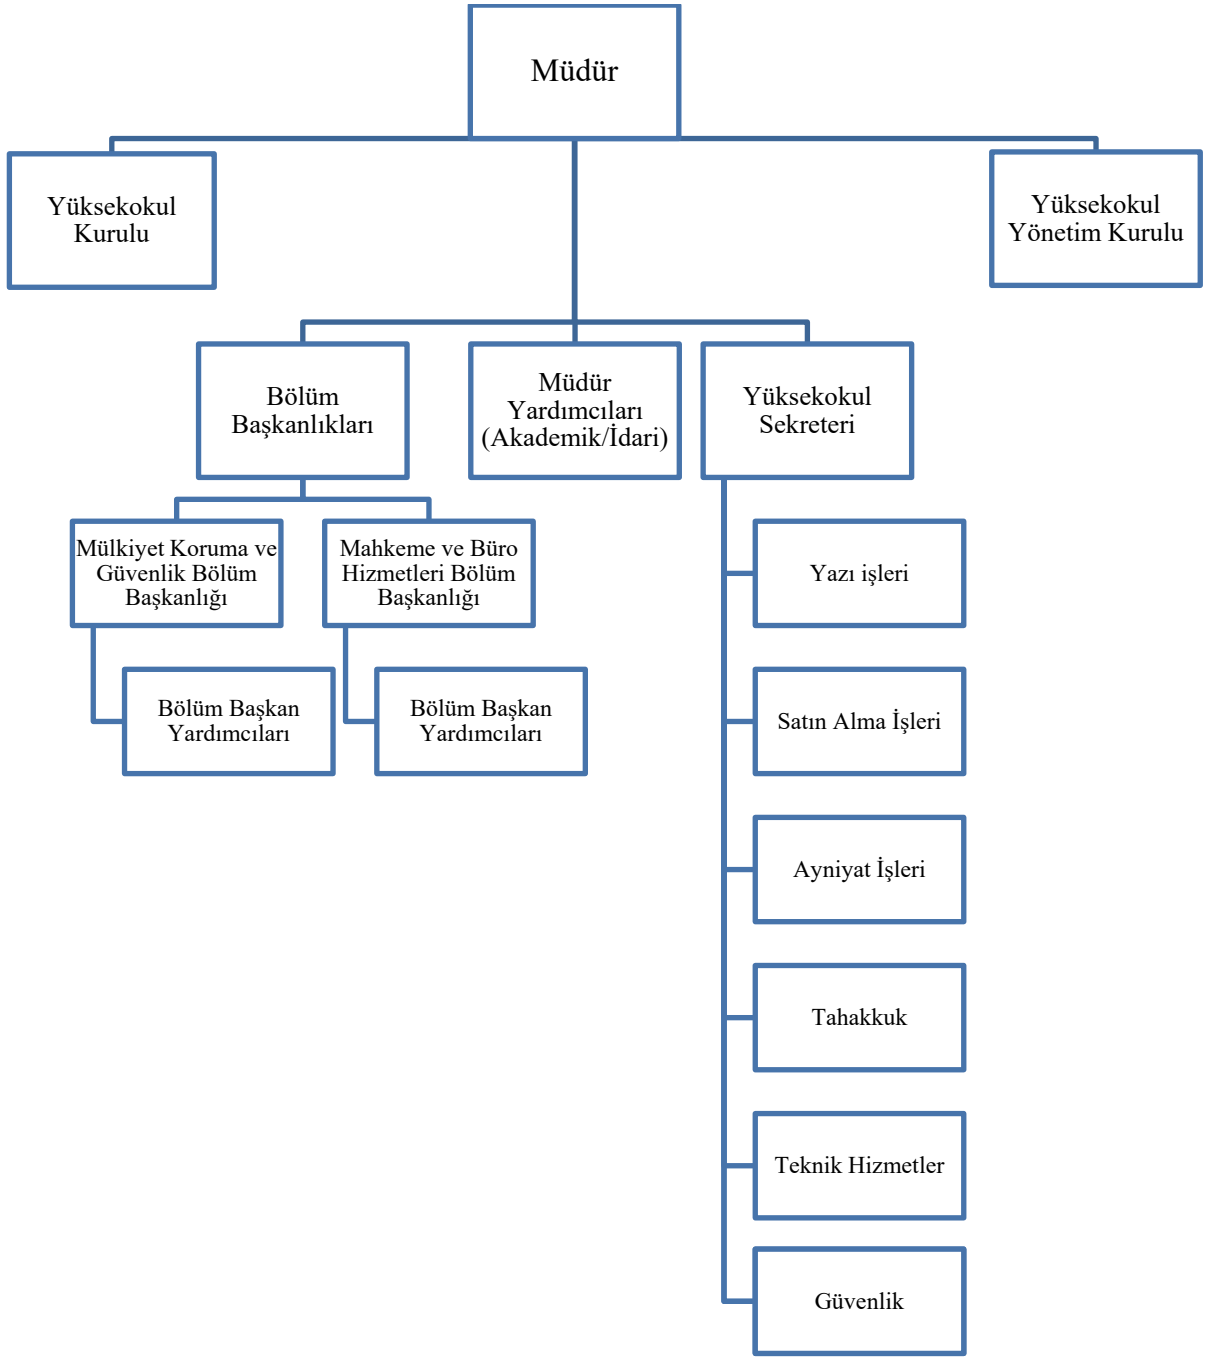 Müdür
Yüksekokul
Kurulu
Yüksekokul
Yönetim Kurulu
Bölüm
Başkanlıkları
Müdür
Yardımcıları
(Akademik/İdari)
Yüksekokul
Sekreteri
Mülkiyet Koruma ve
Güvenlik Bölüm
Başkanlığı
Mahkeme ve Büro
Hizmetleri Bölüm
Başkanlığı
Yazı işleri
Bölüm Başkan
Yardımcıları
Bölüm Başkan
Yardımcıları
Satın Alma İşleri
Ayniyat İşleri
Tahakkuk
Teknik Hizmetler
Güvenlik